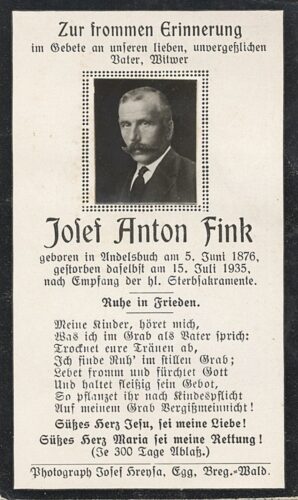 Zur frommen Erinnerung
im Gebete an unseren lieben, unvergeßlichen
Vater, Witwer
Josef Anton Fink
geboren in Andelsbuch am 5. Juni 1876,
gestorben daselbst am 15. Juli 1935,
nach Empfang der hl. Sterbsakramente.
Ruhe in Frieden.
Meine Kinder, höret mich,
Was ich im Grab als Vater sprich:
Trocknet eure Tränen ab,
Ich finde Ruh' im stillen Grab;
Lebet fromm und fürchtet Gott
Und haltet fleißig sein Gebot,
So pflanzet ihr nach Kindespflicht
Auf meinem Grab Vergißmeinnicht!
Süßes Herz Jesu, sei meine Liebe!
Süßes Herz Maria sei meine Rettung!
(Je 300 Tage Ablaß.)
Photograph Josef Hreysa, Egg, Breg.=Wald.